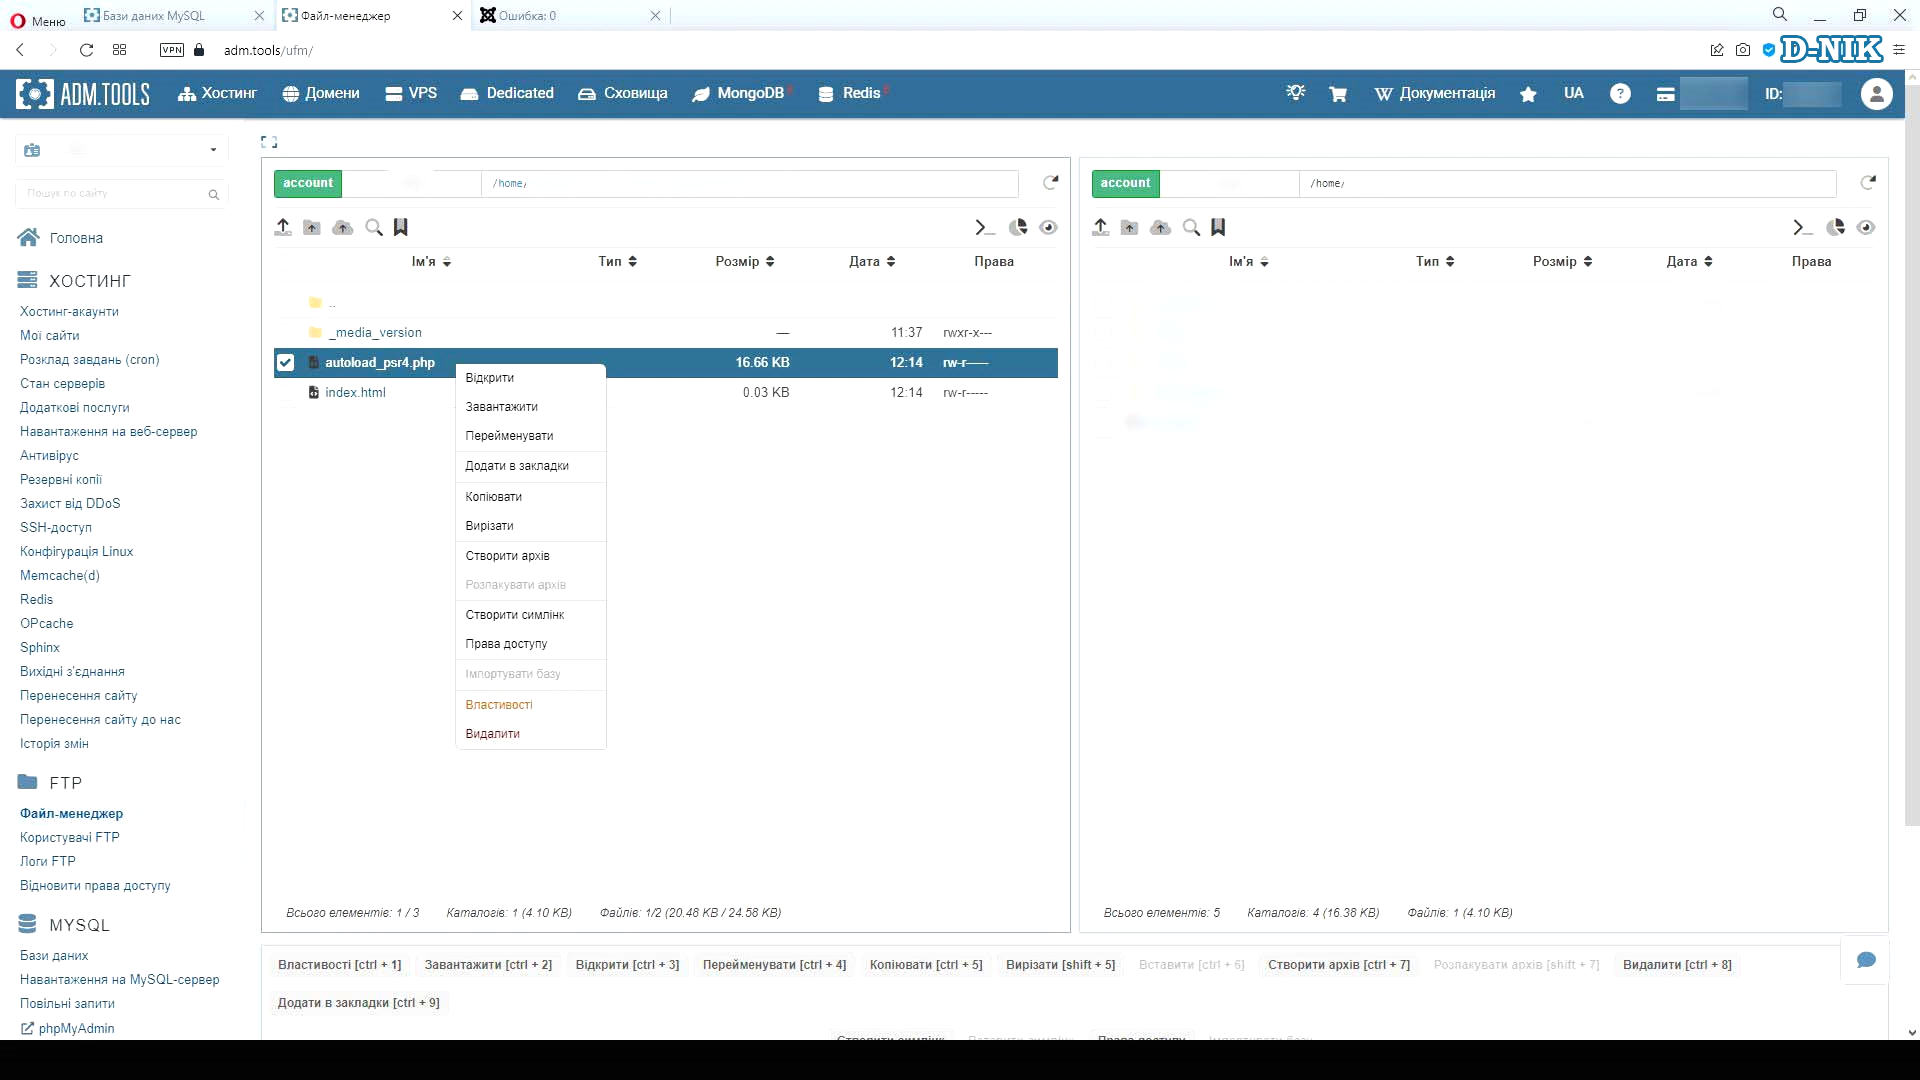 Меню
Бази даних MySQL
Файл-менеджер
Ошибка: 0
VPN
adm.tools/ufm/
D-NIK
ADM.TOOLS
Хостинг
Домени
VPS
Dedicated
Сховища
MongoDB
Redis
Документація
UA
ID:
Пошук по сайту
Головна
ХОСТИНГ
Хостинг-акаунти
Мої сайти
Розклад завдань (cron)
Стан серверів
Додаткові послуги
Навантаження на веб-сервер
Антивірус
Резервні копії
Захист від DDoS
SSH-доступ
Конфігурація Linux
Memcache(d)
Redis
OPcache
Sphinx
Вихідні з'єднання
Перенесення сайту
Перенесення сайту до нас
Історія змін
FTP
Файл-менеджер
Користувачі FTP
Логи FTP
Відновити права доступу
MYSQL
Бази даних
Навантаження на MySQL-сервер
Повільні запити
phpMyAdmin
account /home/
Ім'я Тип Розмір Дата Права
..
_media_version — 11:37 rwxr-x---
autoload_psr4.php 16.66 KB 12:14 rw-r-----
index.html 0.03 KB 12:14 rw-r-----
Відкрити
Завантажити
Перейменувати
Додати в закладки
Копіювати
Вирізати
Створити архів
Розпакувати архів
Створити симлінк
Права доступу
Імпортувати базу
Властивості
Видалити
Всього елементів: 1 / 3 Каталогів: 1 (4.10 KB) Файлів: 1/2 (20.48 KB / 24.58 KB)
account /home/
Ім'я Тип Розмір Дата Права
Всього елементів: 5 Каталогів: 4 (16.38 KB) Файлів: 1 (4.10 KB)
Властивості [ctrl + 1] Завантажити [ctrl + 2] Відкрити [ctrl + 3] Перейменувати [ctrl + 4] Копіювати [ctrl + 5] Вирізати [shift + 5] Вставити [ctrl + 6] Створити архів [ctrl + 7] Розпакувати архів [shift + 7] Видалити [ctrl + 8]
Додати в закладки [ctrl + 9]